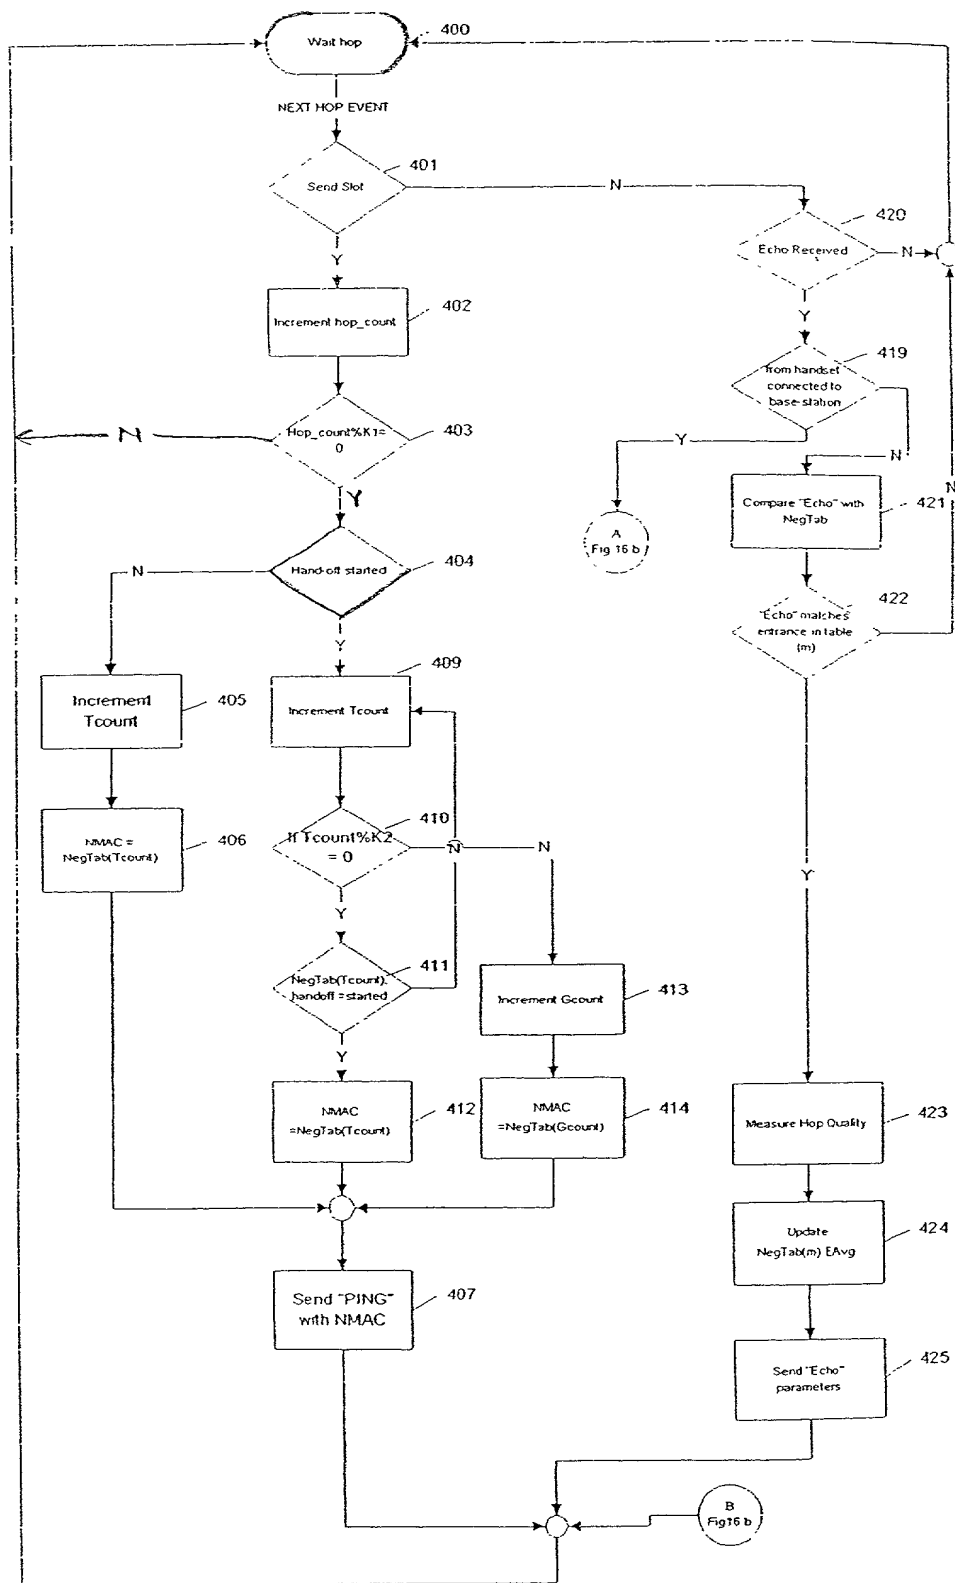 Wait hop
400
NEXT HOP EVENT
Send Slot
401
N
Y
Echo Received
420
N
Y
Increment hop_count
402
from handset
connected to
base-station
419
Y
N
Hop_count%K1=
0
403
N
Y
A
Fig 16 b
Compare "Echo" with
NegTab
421
N
Hand-off started
404
N
Y
"Echo" matches
entrance in table
(m)
422
Y
Increment
Tcount
405
Increment Tcount
409
NMAC =
NegTab(Tcount)
406
If Tcount%K2
= 0
410
N
N
Y
NegTab(Tcount).
handoff =started
411
Y
Increment Gcount
413
NMAC
=NegTab(Tcount)
412
NMAC
=NegTab(Gcount)
414
Measure Hop Quality
423
Update
NegTab(m) EAvg
424
Send "PING"
with NMAC
407
Send "Echo"
parameters
425
B
Fig16 b